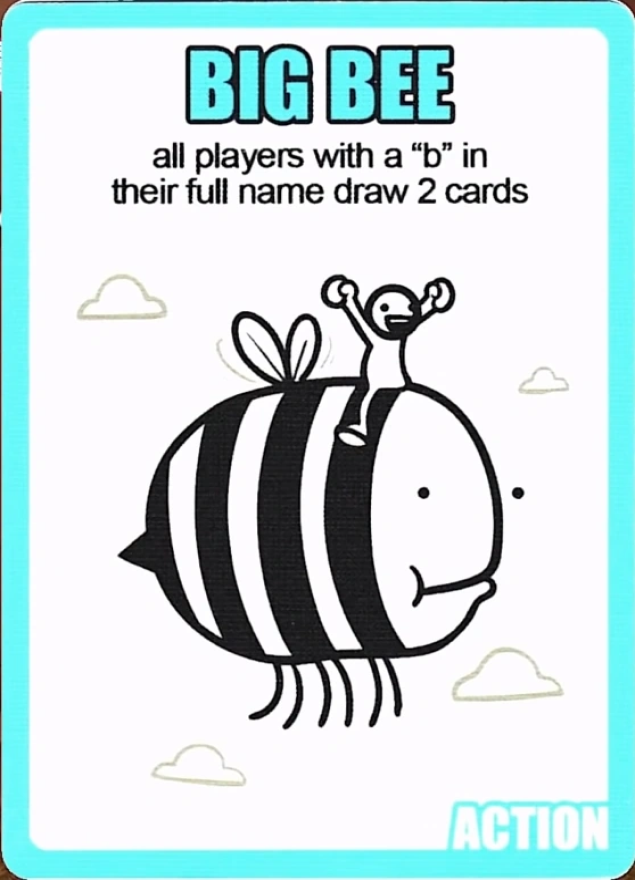 BIG BEE
all players with a “b” in
their full name draw 2 cards
ACTION